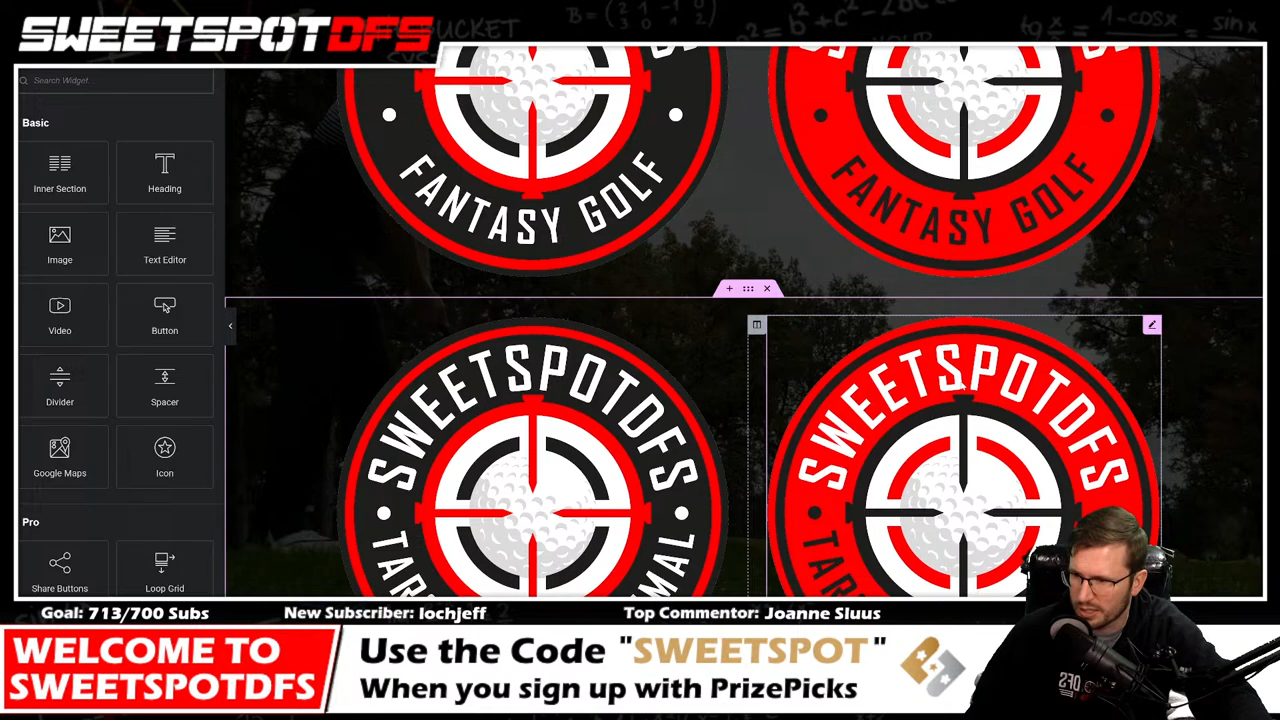 SWEETSPOTDFS
BUCKET
Search Widget...
Basic
Inner Section
Heading
Image
Text Editor
Video
Button
Divider
Spacer
Google Maps
Icon
Pro
Share Buttons
Loop Grid
FANTASY GOLF
FANTASY GOLF
SWEETSPOTDFS
SWEETSPOTDFS
Goal: 713/700 Subs
New Subscriber: lochjeff
Top Commentor: Joanne Sluus
WELCOME TO
SWEETSPOTDFS
Use the Code "SWEETSPOT"
When you sign up with PrizePicks